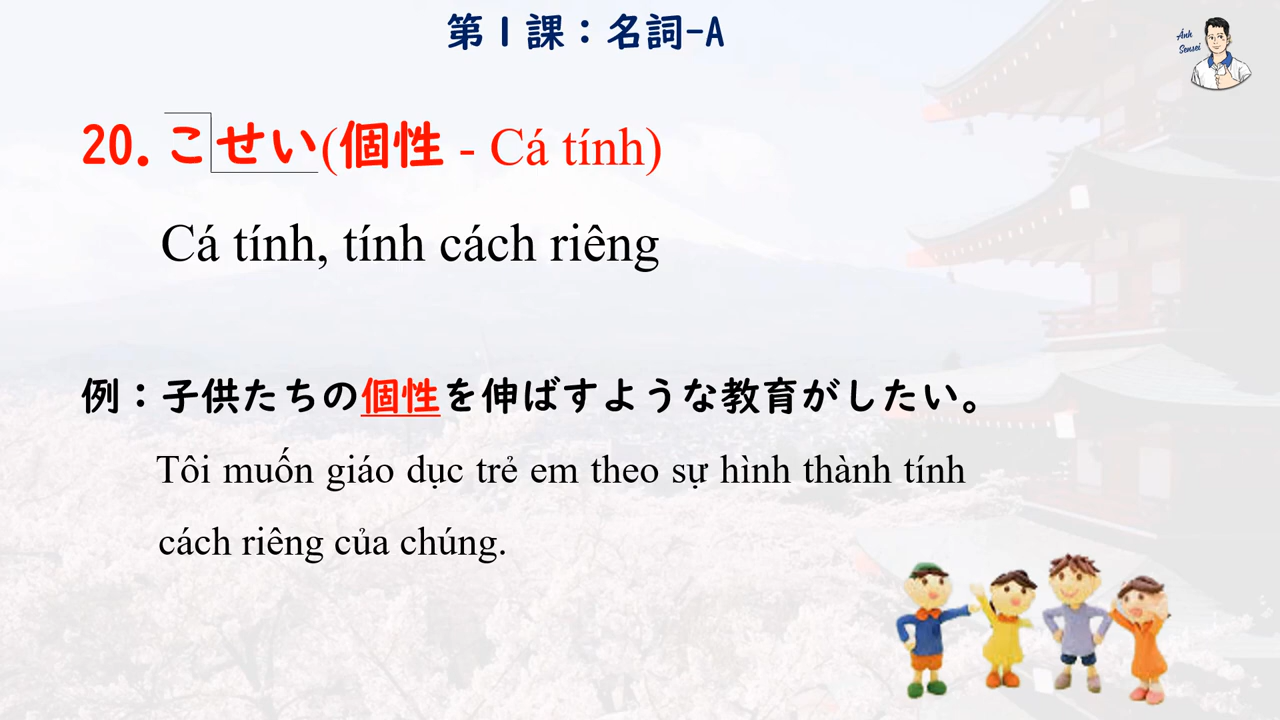 第1課：名詞-A
Anh
Sensei
20. こせい(個性 - Cá tính)
Cá tính, tính cách riêng
例：子供たちの個性を伸ばすような教育がしたい。
Tôi muốn giáo dục trẻ em theo sự hình thành tính
cách riêng của chúng.